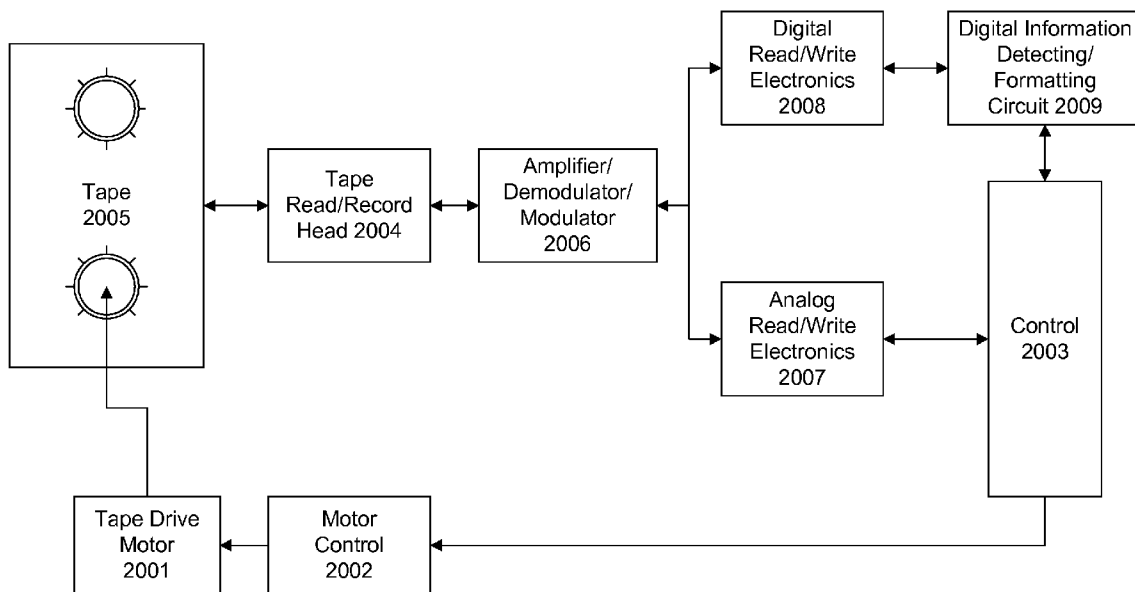 Digital
Read/Write
Electronics
2008
Digital Information
Detecting/
Formatting
Circuit 2009
Tape
2005
Tape
Read/Record
Head 2004
Amplifier/
Demodulator/
Modulator
2006
Analog
Read/Write
Electronics
2007
Control
2003
Tape Drive
Motor
2001
Motor
Control
2002